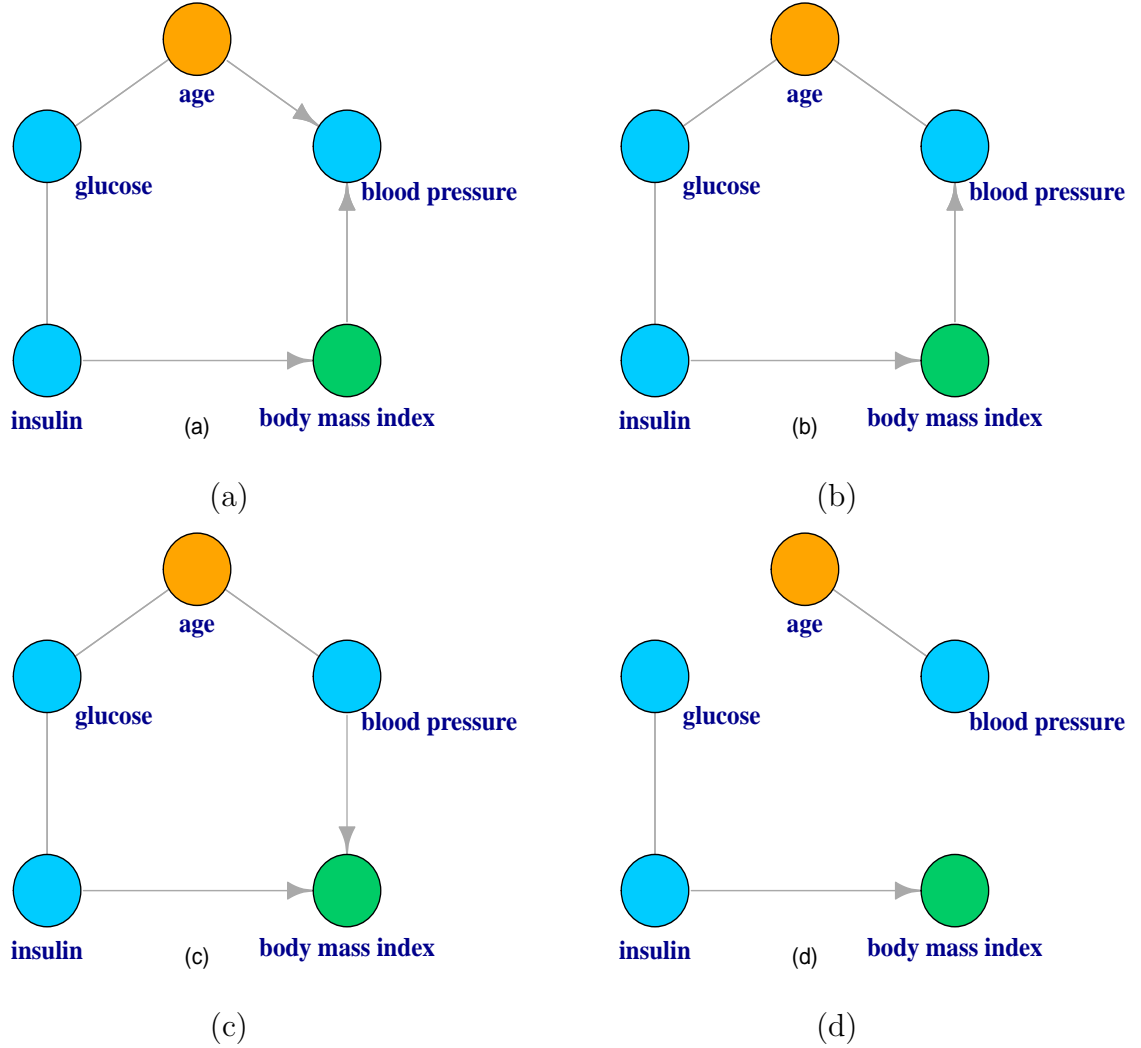 age
glucose
blood pressure
insulin
(a)
body mass index
(a)
age
glucose
blood pressure
insulin
(b)
body mass index
(b)
age
glucose
blood pressure
insulin
(c)
body mass index
(c)
age
glucose
blood pressure
insulin
(d)
body mass index
(d)